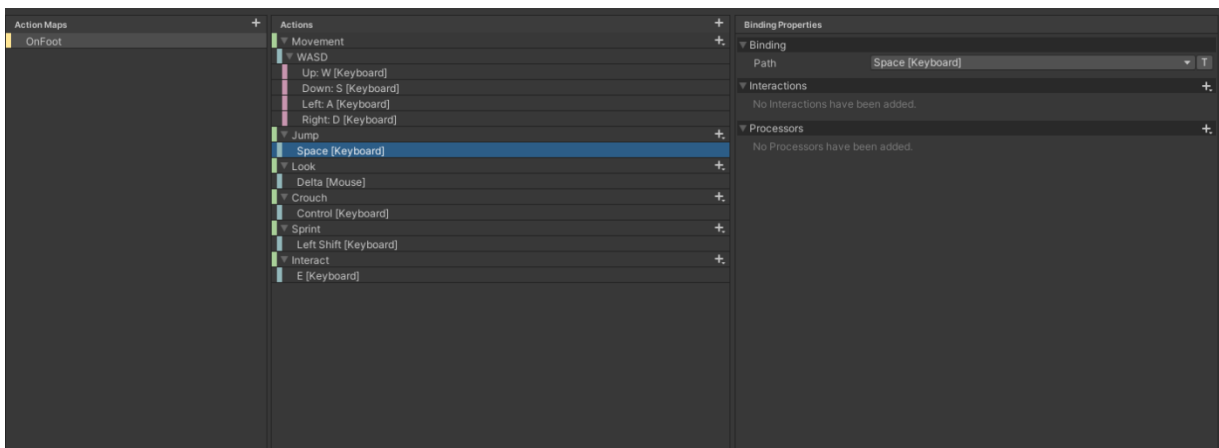 Action Maps
+
OnFoot
Actions
+
Movement
+
WASD
Up: W [Keyboard]
Down: S [Keyboard]
Left: A [Keyboard]
Right: D [Keyboard]
Jump
+
Space [Keyboard]
Look
+
Delta [Mouse]
Crouch
+
Control [Keyboard]
Sprint
+
Left Shift [Keyboard]
Interact
+
E [Keyboard]
Binding Properties
Binding
Path Space [Keyboard] T
Interactions
+
No Interactions have been added.
Processors
+
No Processors have been added.